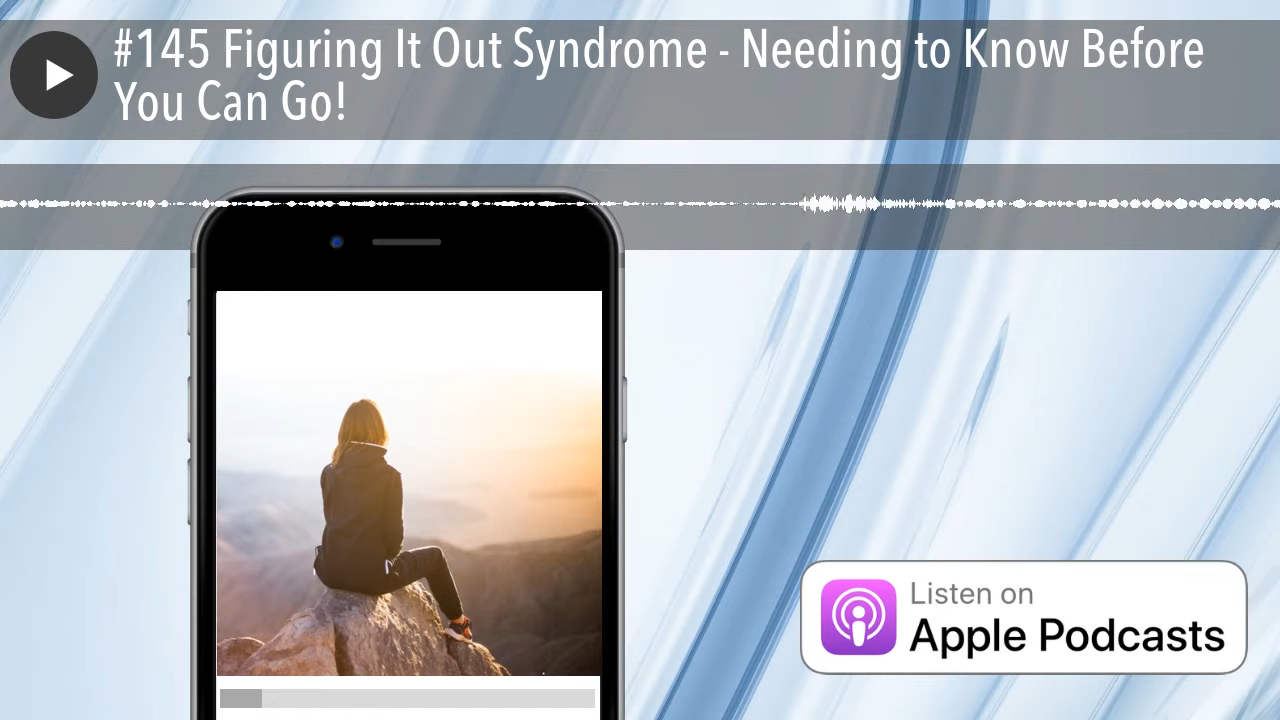 #145 Figuring It Out Syndrome - Needing to Know Before
You Can Go!
Listen on
Apple Podcasts